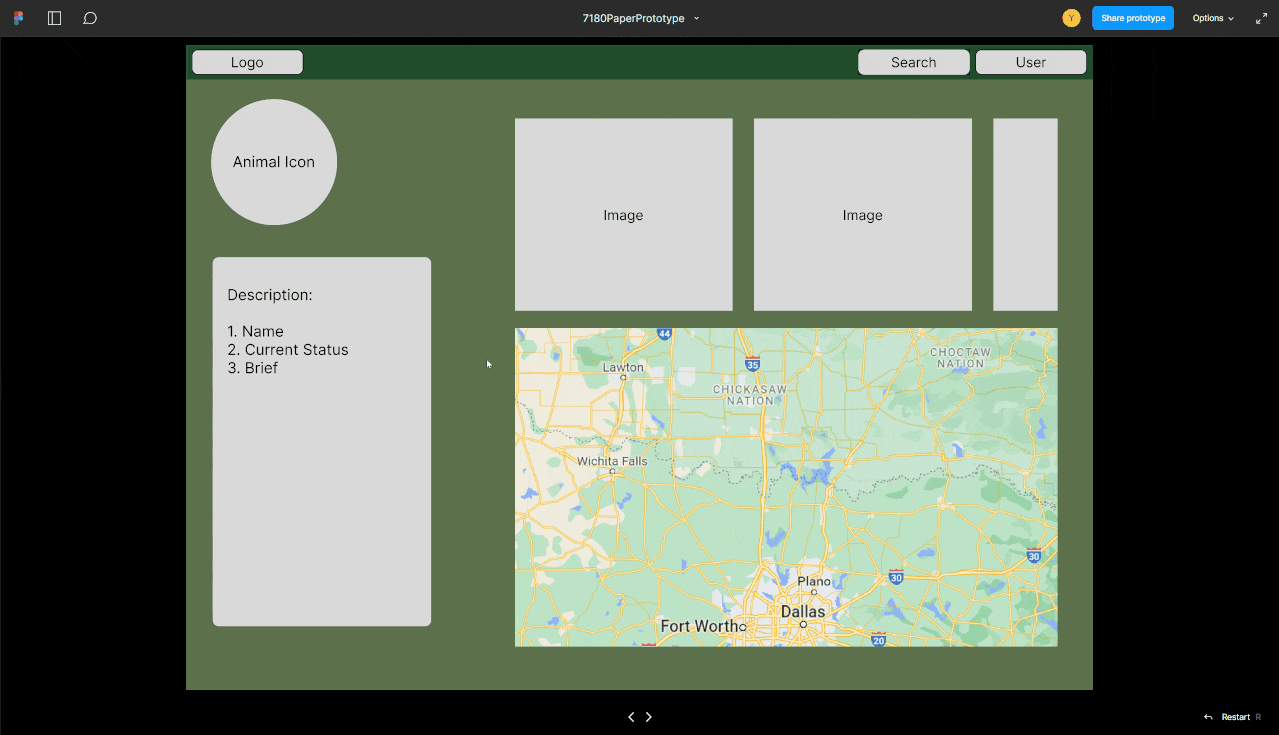 7180PaperPrototype
Y
Share prototype
Options
Logo
Search
User
Animal Icon
Image
Image
Description:
1. Name
2. Current Status
3. Brief
44
35
CHOCTAW
NATION
Lawton
CHICKASAW
NATION
Wichita Falls
30
30
Plano
Dallas
Fort Worth
20
Restart R